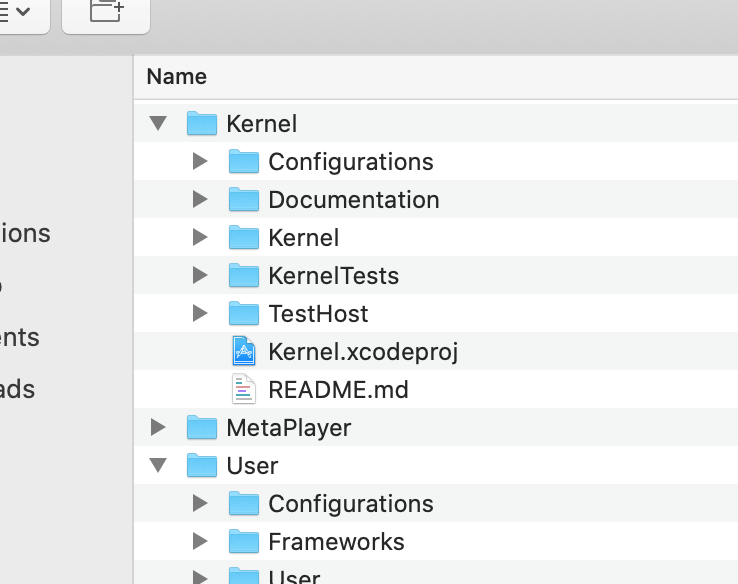 Name
Kernel
Configurations
Documentation
Kernel
KernelTests
TestHost
Kernel.xcodeproj
README.md
MetaPlayer
User
Configurations
Frameworks
User
ions
ents
ads